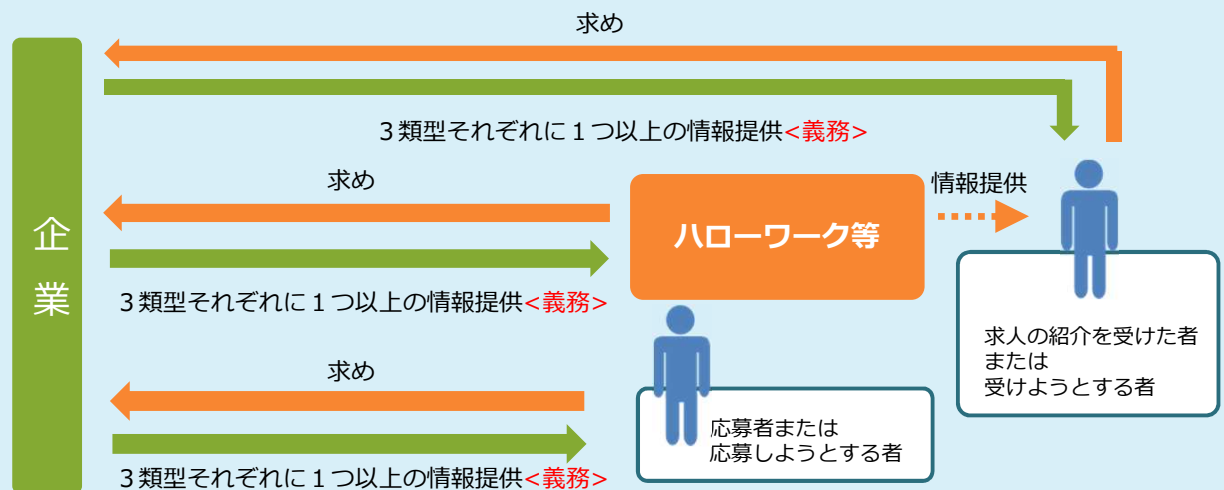 求め
３類型それぞれに１つ以上の情報提供<義務>
企業
求め
ハローワーク等
情報提供
３類型それぞれに１つ以上の情報提供<義務>
求人の紹介を受けた者
または
受けようとする者
求め
応募者または
応募しようとする者
３類型それぞれに１つ以上の情報提供<義務>